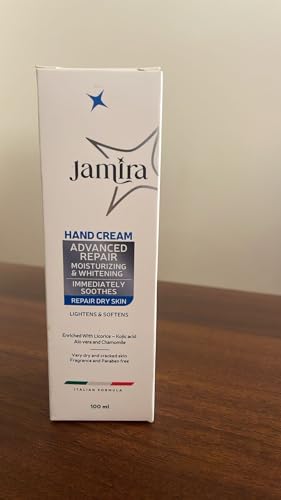 Jamira
HAND CREAM
ADVANCED
REPAIR
MOISTURIZING
& WHITENING
IMMEDIATELY
SOOTHES
REPAIR DRY SKIN
LIGHTENS & SOFTENS
Enriched With Licorice – Kojic acid
Alo vera and Chamomile
Very dry and cracked skin
Fragrance and Paraben free
ITALIAN FORMULA
100 ml